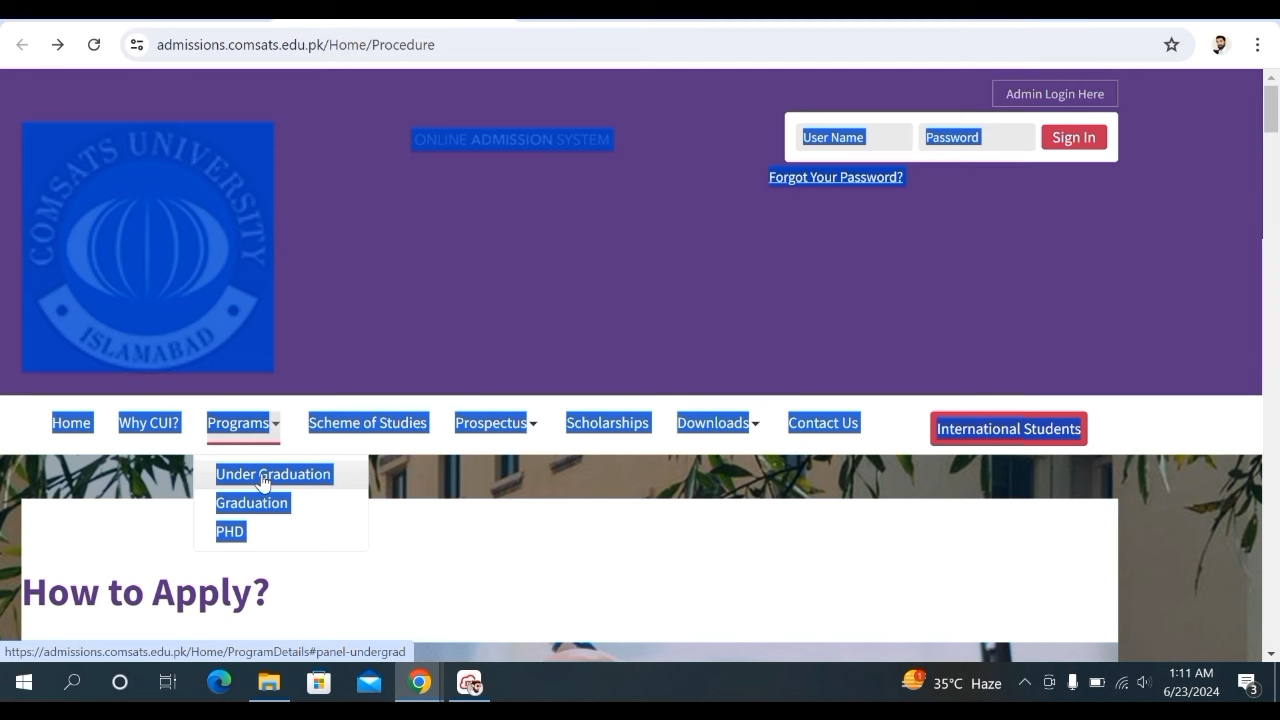 admissions.comsats.edu.pk/Home/Procedure
Admin Login Here
COMSATS UNIVERSITY
ISLAMABAD
ONLINE ADMISSION SYSTEM
User Name
Password
Sign In
Forgot Your Password?
Home
Why CUI?
Programs
Scheme of Studies
Prospectus
Scholarships
Downloads
Contact Us
International Students
Under Graduation
Graduation
PHD
How to Apply?
https://admissions.comsats.edu.pk/Home/ProgramDetails#panel-undergrad
1
35°C Haze
1:11 AM
6/23/2024
3